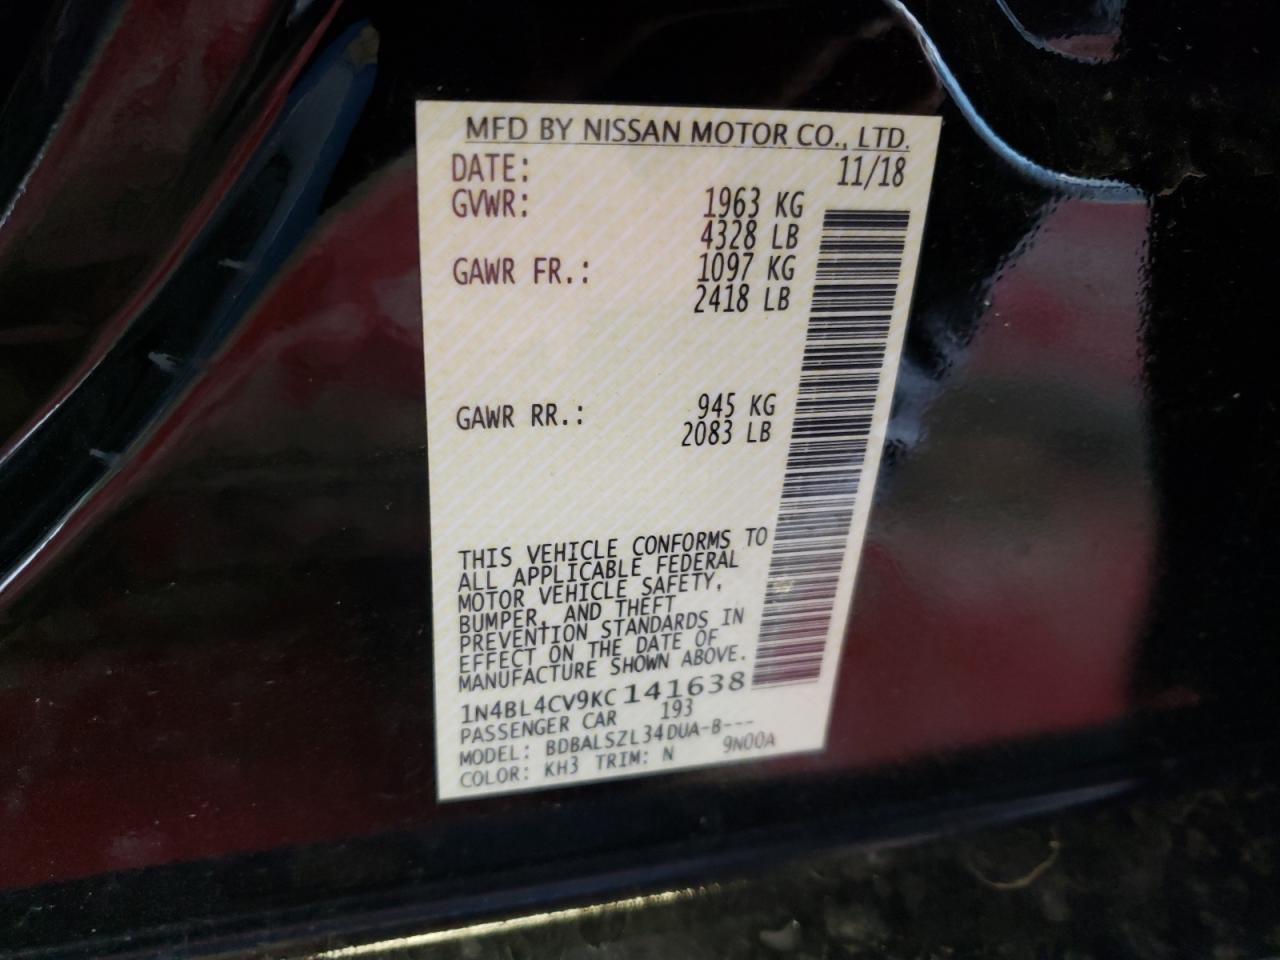 MFD BY NISSAN MOTOR CO., LTD.
DATE: 11/18
GVWR: 1963 KG
4328 LB
GAWR FR.: 1097 KG
2418 LB
GAWR RR.: 945 KG
2083 LB
THIS VEHICLE CONFORMS TO
ALL APPLICABLE FEDERAL
MOTOR VEHICLE SAFETY,
BUMPER, AND THEFT
PREVENTION STANDARDS IN
EFFECT ON THE DATE OF
MANUFACTURE SHOWN ABOVE.
1N4BL4CV9KC141638
PASSENGER CAR 193
MODEL: BDBALSZL34DUA-B---
COLOR: KH3 TRIM: N 9N00A